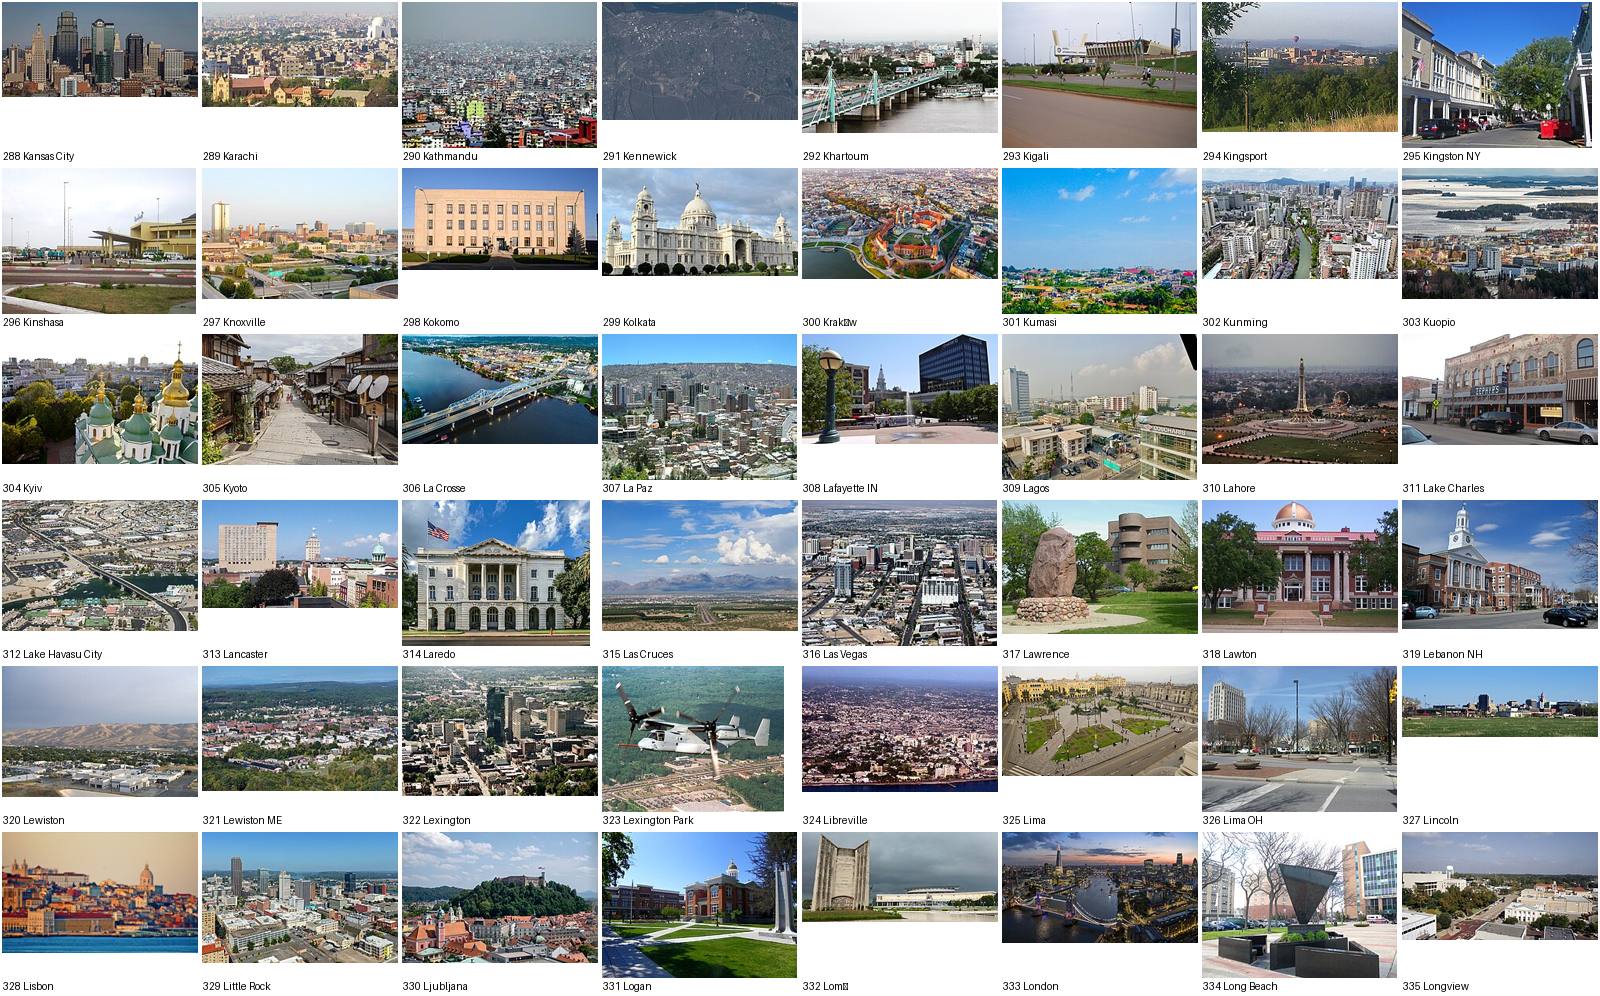 288 Kansas City
289 Karachi
290 Kathmandu
291 Kennewick
292 Khartoum
293 Kigali
294 Kingsport
295 Kingston NY
296 Kinshasa
297 Knoxville
298 Kokomo
299 Kolkata
300 Krak□w
301 Kumasi
302 Kunming
303 Kuopio
304 Kyiv
305 Kyoto
306 La Crosse
307 La Paz
308 Lafayette IN
309 Lagos
310 Lahore
311 Lake Charles
312 Lake Havasu City
313 Lancaster
314 Laredo
315 Las Cruces
316 Las Vegas
317 Lawrence
318 Lawton
319 Lebanon NH
320 Lewiston
321 Lewiston ME
322 Lexington
323 Lexington Park
324 Libreville
325 Lima
326 Lima OH
327 Lincoln
328 Lisbon
329 Little Rock
330 Ljubljana
331 Logan
332 Lom□
333 London
334 Long Beach
335 Longview